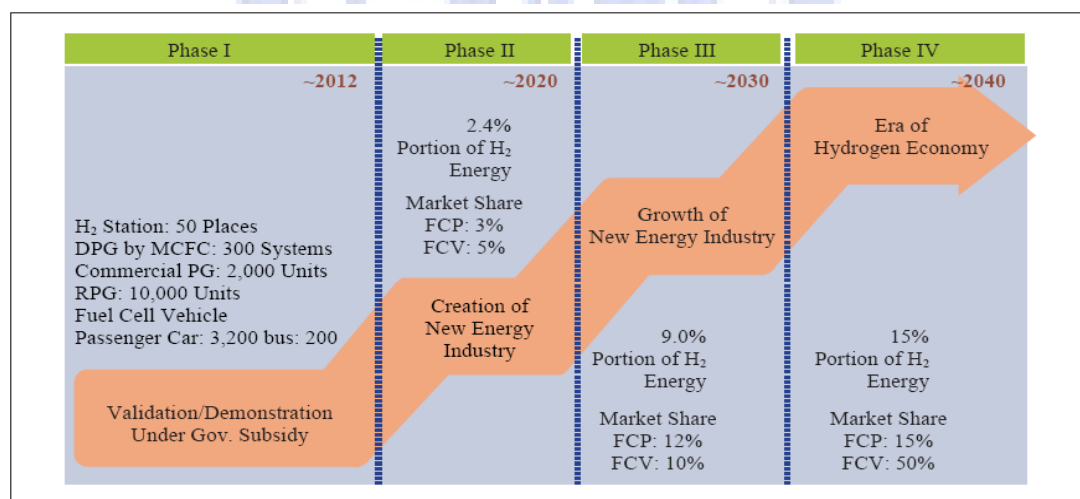 Phase I
~2012
H₂ Station: 50 Places
DPG by MCFC: 300 Systems
Commercial PG: 2,000 Units
RPG: 10,000 Units
Fuel Cell Vehicle
Passenger Car: 3,200 bus: 200
Validation/Demonstration
Under Gov. Subsidy
Phase II
~2020
2.4%
Portion of H₂
Energy
Market Share
FCP: 3%
FCV: 5%
Creation of
New Energy
Industry
Phase III
~2030
Growth of
New Energy Industry
9.0%
Portion of H₂
Energy
Market Share
FCP: 12%
FCV: 10%
Phase IV
~2040
Era of
Hydrogen Economy
15%
Portion of H₂
Energy
Market Share
FCP: 15%
FCV: 50%